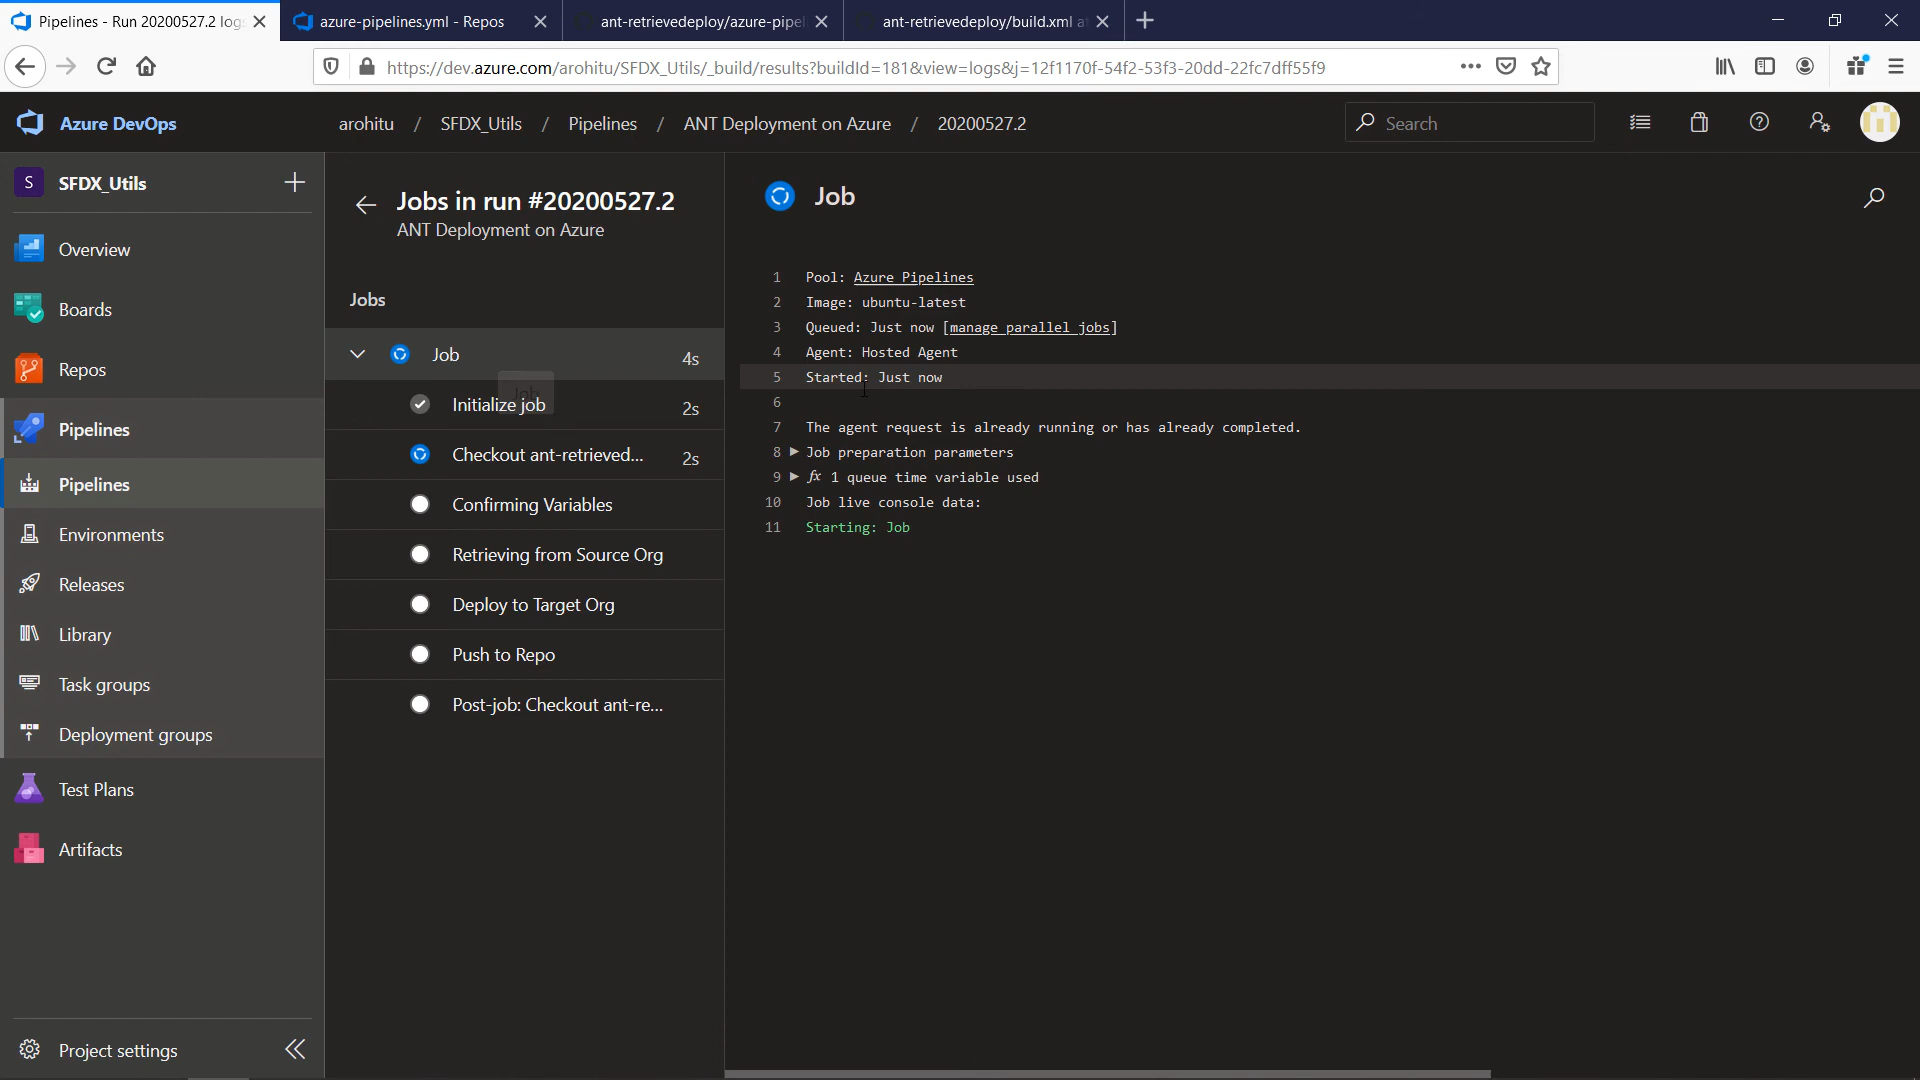 Pipelines - Run 20200527.2 log
azure-pipelines.yml - Repos
ant-retrievedeploy/azure-pipel
ant-retrievedeploy/build.xml a
https://dev.azure.com/arohitu/SFDX_Utils/_build/results?buildId=181&view=logs&j=12f1170f-54f2-53f3-20dd-22fc7dff55f9
Azure DevOps
arohitu / SFDX_Utils / Pipelines / ANT Deployment on Azure / 20200527.2
Search
S SFDX_Utils
Overview
Boards
Repos
Pipelines
Pipelines
Environments
Releases
Library
Task groups
Deployment groups
Test Plans
Artifacts
Project settings
Jobs in run #20200527.2
ANT Deployment on Azure
Jobs
Job 4s
Job
Initialize job 2s
Checkout ant-retrieved... 2s
Confirming Variables
Retrieving from Source Org
Deploy to Target Org
Push to Repo
Post-job: Checkout ant-re...
Job
1 Pool: Azure Pipelines
2 Image: ubuntu-latest
3 Queued: Just now [manage parallel jobs]
4 Agent: Hosted Agent
5 Started: Just now
6
7 The agent request is already running or has already completed.
8 Job preparation parameters
9 fx 1 queue time variable used
10 Job live console data:
11 Starting: Job